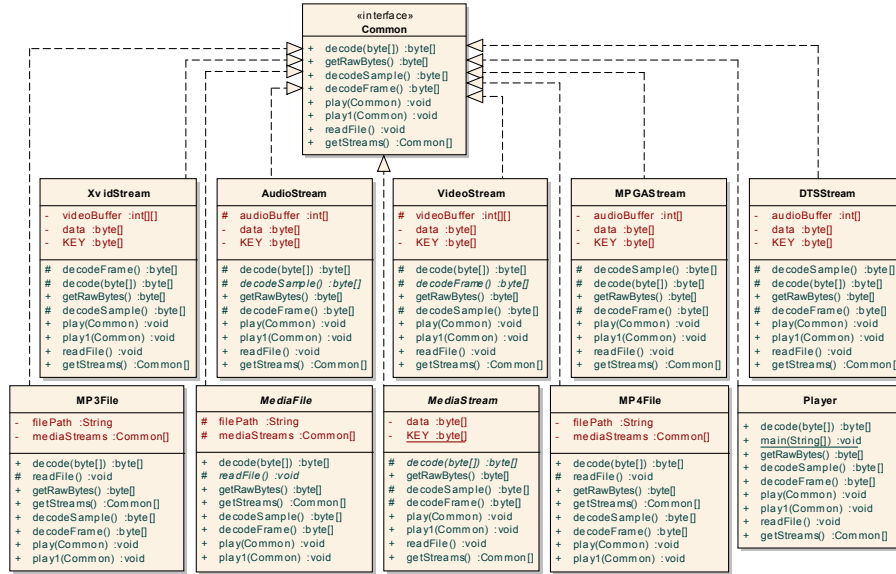 «interface»
Common
+ decode(byte[]) :byte[]
+ getRawBytes() :byte[]
+ decodeSample() :byte[]
+ decodeFrame() :byte[]
+ play(Common) :void
+ play1(Common) :void
+ readFile() :void
+ getStreams() :Common[]
XvidStream
- videoBuffer :int[][]
- data :byte[]
- KEY :byte[]
# decodeFrame() :byte[]
# decode(byte[]) :byte[]
+ getRawBytes() :byte[]
# decodeSample() :byte[]
+ play(Common) :void
+ play1(Common) :void
+ readFile() :void
+ getStreams() :Common[]
AudioStream
# audioBuffer :int[]
- data :byte[]
- KEY :byte[]
# decode(byte[]) :byte[]
# decodeSample() :byte[]
+ getRawBytes() :byte[]
# decodeFrame() :byte[]
+ play(Common) :void
+ play1(Common) :void
+ readFile() :void
+ getStreams() :Common[]
VideoStream
# videoBuffer :int[][]
- data :byte[]
- KEY :byte[]
# decode(byte[]) :byte[]
# decodeFrame() :byte[]
+ getRawBytes() :byte[]
# decodeSample() :byte[]
+ play(Common) :void
+ play1(Common) :void
+ readFile() :void
+ getStreams() :Common[]
MPGAStream
- audioBuffer :int[]
- data :byte[]
- KEY :byte[]
# decodeSample() :byte[]
# decode(byte[]) :byte[]
+ getRawBytes() :byte[]
# decodeFrame() :byte[]
+ play(Common) :void
+ play1(Common) :void
+ readFile() :void
+ getStreams() :Common[]
DTSStream
- audioBuffer :int[]
- data :byte[]
- KEY :byte[]
# decodeSample() :byte[]
# decode(byte[]) :byte[]
+ getRawBytes() :byte[]
# decodeFrame() :byte[]
+ play(Common) :void
+ play1(Common) :void
+ readFile() :void
+ getStreams() :Common[]
MP3File
- filePath :String
- mediaStreams :Common[]
+ decode(byte[]) :byte[]
# readFile() :void
+ getRawBytes() :byte[]
+ getStreams() :Common[]
+ decodeSample() :byte[]
+ decodeFrame() :byte[]
+ play(Common) :void
+ play1(Common) :void
MediaFile
# filePath :String
# mediaStreams :Common[]
+ decode(byte[]) :byte[]
# readFile() :void
+ getRawBytes() :byte[]
+ getStreams() :Common[]
+ decodeSample() :byte[]
+ decodeFrame() :byte[]
+ play(Common) :void
+ play1(Common) :void
MediaStream
- data :byte[]
- KEY :byte[]
# decode(byte[]) :byte[]
+ getRawBytes() :byte[]
# decodeSample() :byte[]
# decodeFrame() :byte[]
+ play(Common) :void
+ play1(Common) :void
+ readFile() :void
+ getStreams() :Common[]
MP4File
- filePath :String
- mediaStreams :Common[]
+ decode(byte[]) :byte[]
# readFile() :void
+ getRawBytes() :byte[]
+ getStreams() :Common[]
+ decodeSample() :byte[]
+ decodeFrame() :byte[]
+ play(Common) :void
+ play1(Common) :void
Player
+ decode(byte[]) :byte[]
+ main(String[]) :void
+ getRawBytes() :byte[]
+ decodeSample() :byte[]
+ decodeFrame() :byte[]
+ play(Common) :void
+ play1(Common) :void
+ readFile() :void
+ getStreams() :Common[]